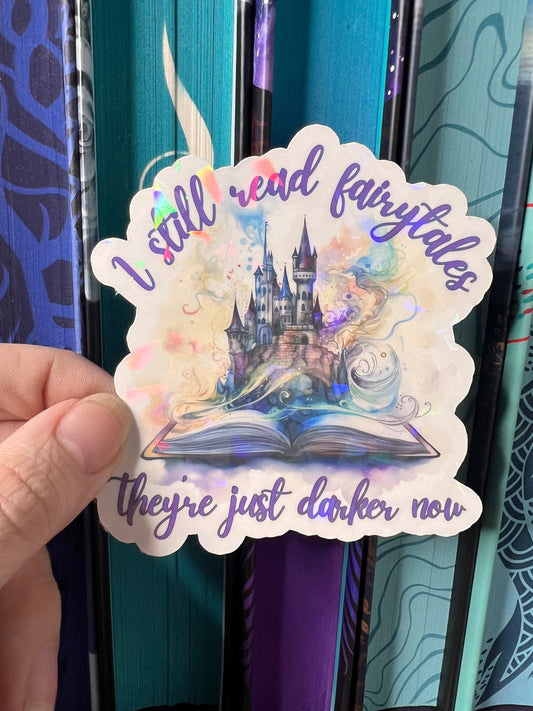 I still read fairytales
they're just darker now